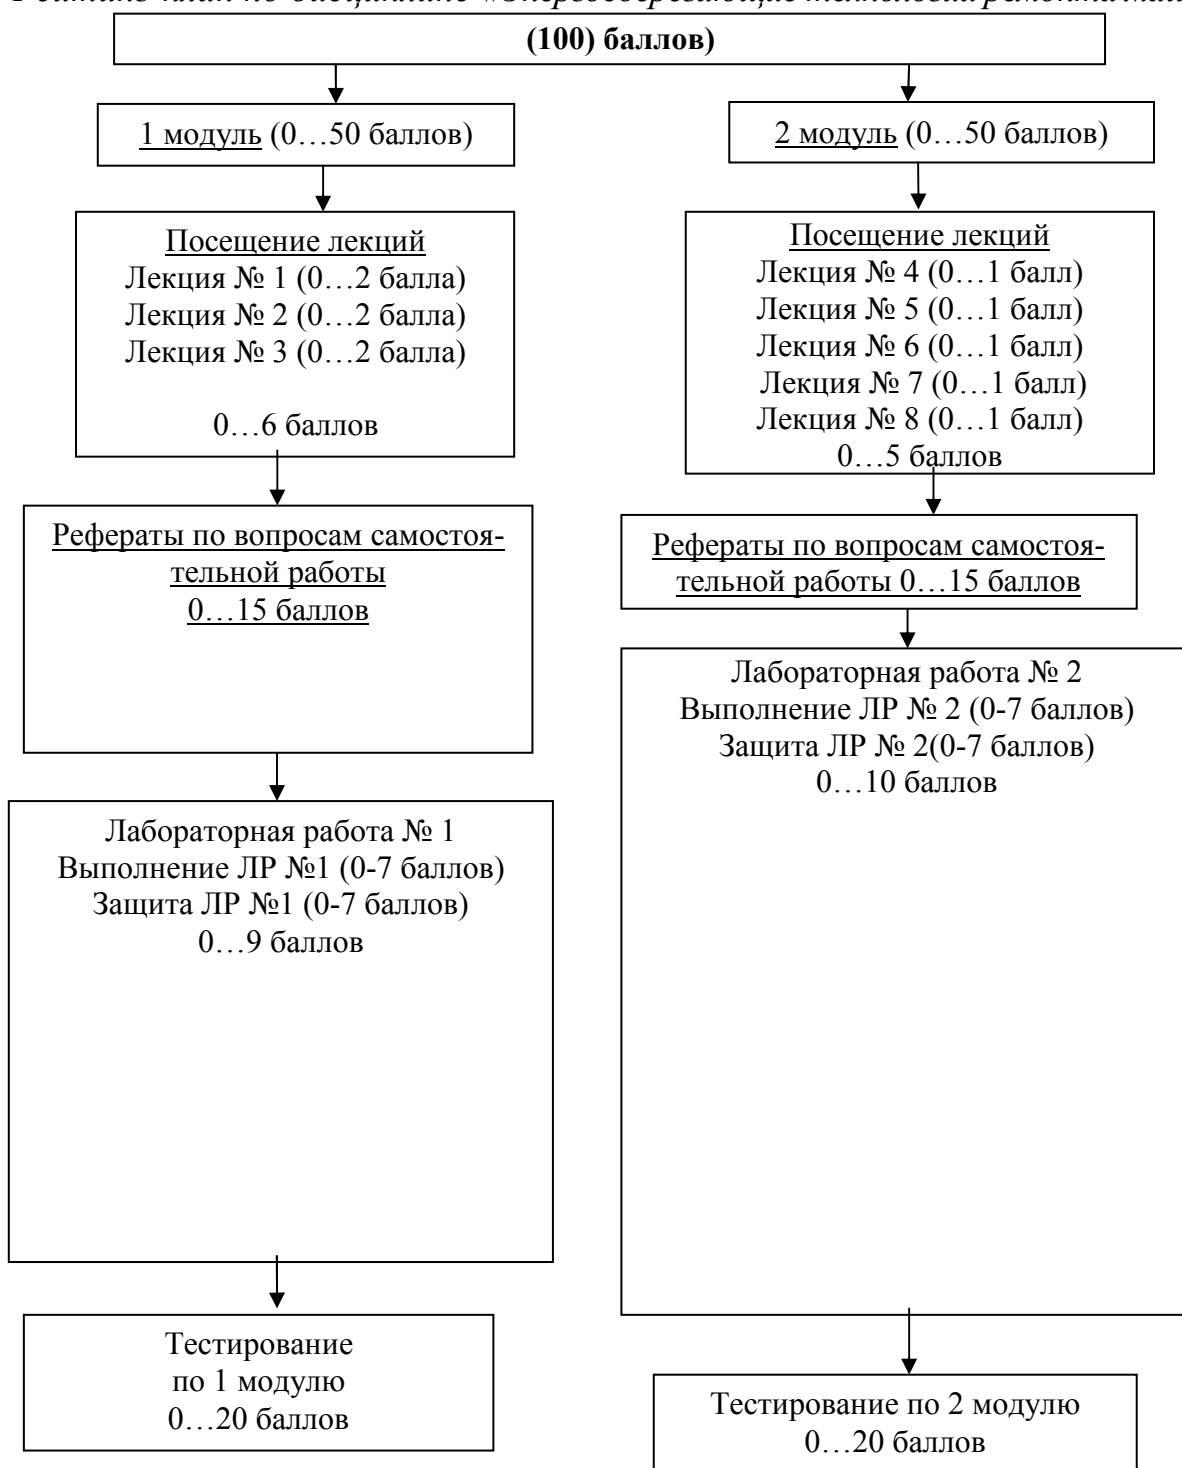 по дисциплине
(100) баллов)
1 модуль (0…50 баллов)
Посещение лекций
Лекция № 1 (0…2 балла)
Лекция № 2 (0…2 балла)
Лекция № 3 (0…2 балла)
0…6 баллов
Рефераты по вопросам самостоя-
тельной работы
0…15 баллов
Лабораторная работа № 1
Выполнение ЛР №1 (0-7 баллов)
Защита ЛР №1 (0-7 баллов)
0…9 баллов
Тестирование
по 1 модулю
0…20 баллов
2 модуль (0…50 баллов)
Посещение лекций
Лекция № 4 (0…1 балл)
Лекция № 5 (0…1 балл)
Лекция № 6 (0…1 балл)
Лекция № 7 (0…1 балл)
Лекция № 8 (0…1 балл)
0…5 баллов
Рефераты по вопросам самостоя-
тельной работы 0…15 баллов
Лабораторная работа № 2
Выполнение ЛР № 2 (0-7 баллов)
Защита ЛР № 2(0-7 баллов)
0…10 баллов
Тестирование по 2 модулю
0…20 баллов